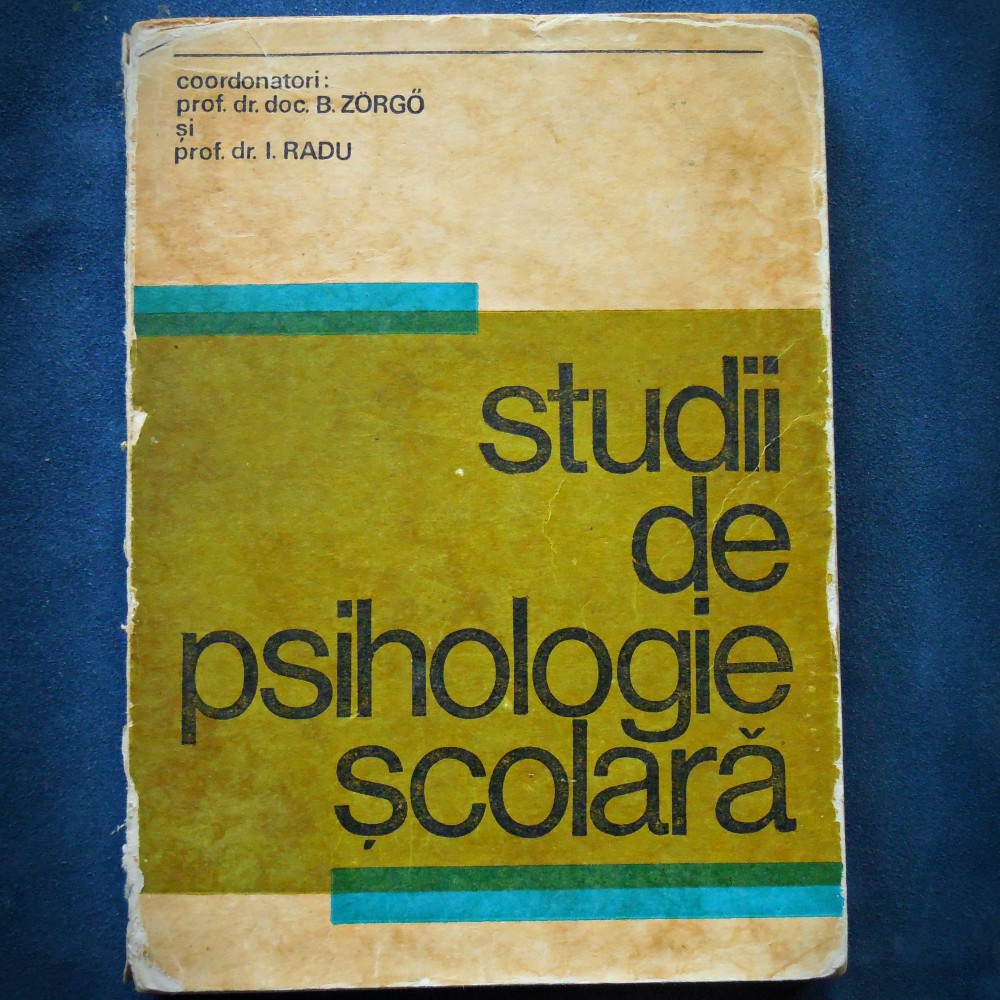 coordonatori:
prof. dr. doc. B. ZÖRGŐ
și
prof. dr. I. RADU
studii
de
psihologie
școlară